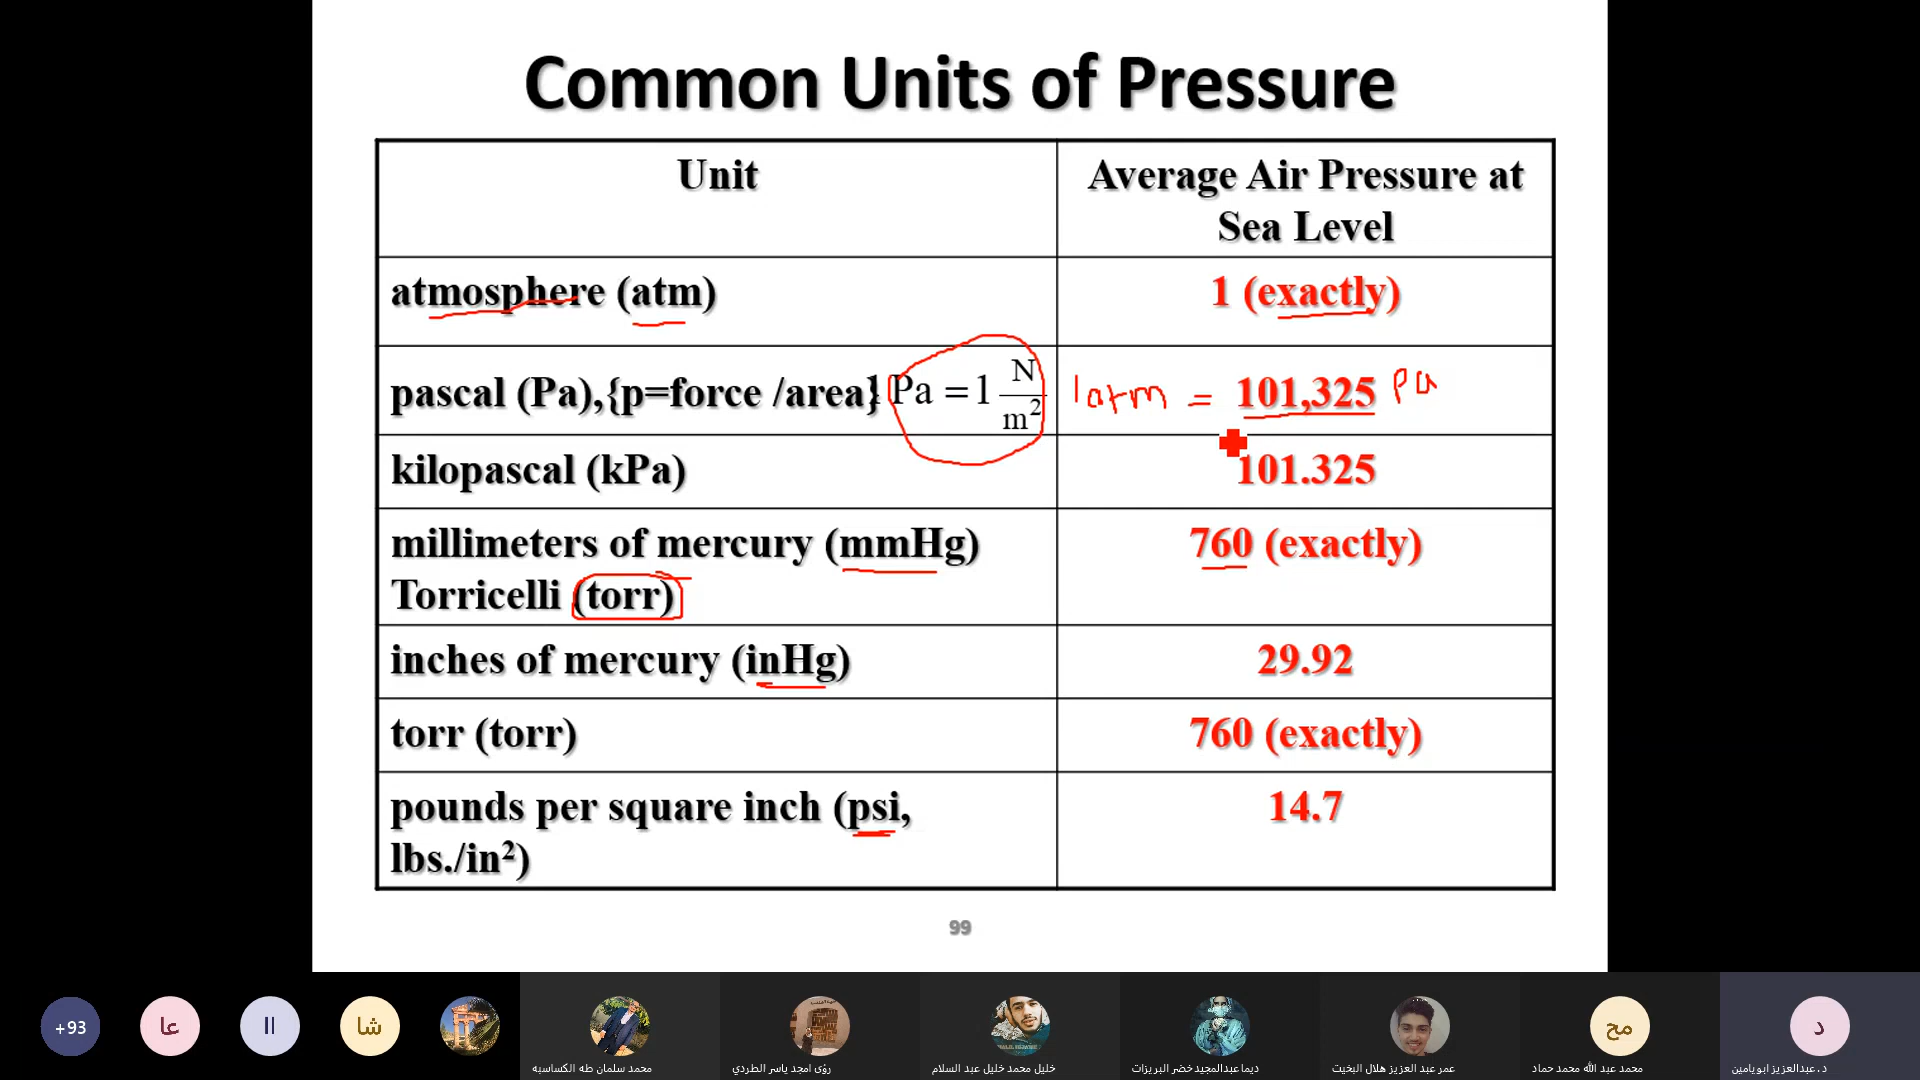 Common Units of Pressure
Unit
Average Air Pressure at
Sea Level
atmosphere (atm)
1 (exactly)
pascal (Pa),{p=force /area} 1 Pa = 1 N/m²
1atm = 101,325 Pa
kilopascal (kPa)
101.325
millimeters of mercury (mmHg)
Torricelli (torr)
760 (exactly)
inches of mercury (inHg)
29.92
torr (torr)
760 (exactly)
pounds per square inch (psi,
lbs./in²)
14.7
99
+93
عا
اا
شا
مح
د
محمد سلمان طه الكساسبه
رؤى امجد ياسر الطردي
خليل محمد خليل عبد السلام
ديما عبدالمجيد خضر البريزات
عمر عبد العزيز هلال البخيت
محمد عبد الله محمد حماد
د. عبدالعزيز ابويامين